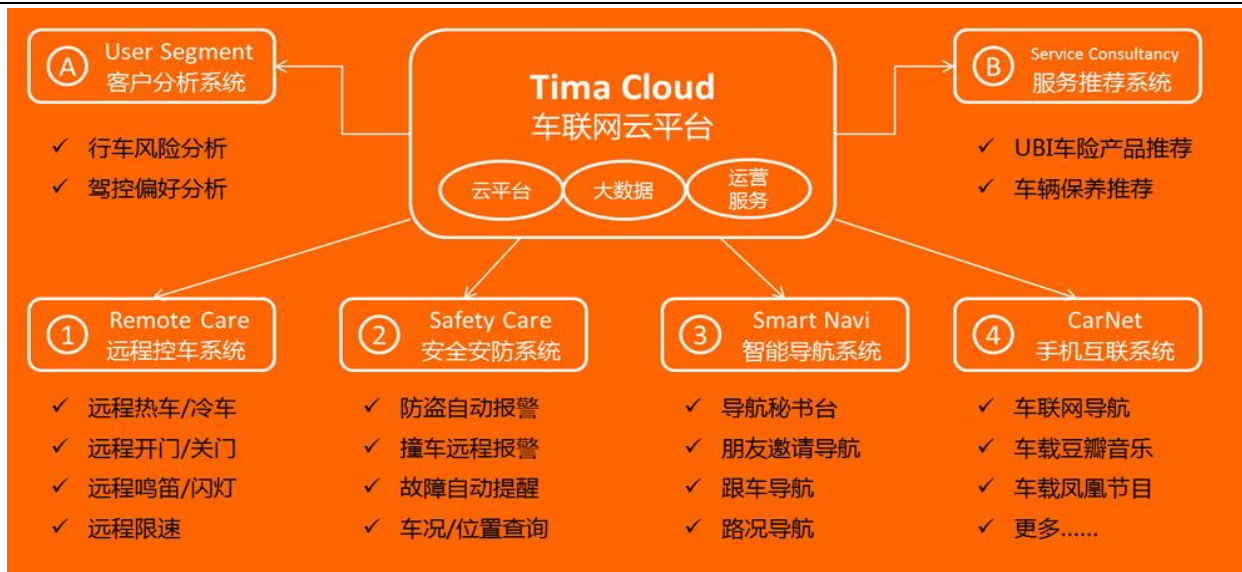 A
User Segment
客户分析系统
✓ 行车风险分析
✓ 驾控偏好分析
Tima Cloud
车联网云平台
云平台
大数据
运营
服务
B
Service Consultancy
服务推荐系统
✓ UBI车险产品推荐
✓ 车辆保养推荐
1
Remote Care
远程控车系统
✓ 远程热车/冷车
✓ 远程开门/关门
✓ 远程鸣笛/闪灯
✓ 远程限速
2
Safety Care
安全安防系统
✓ 防盗自动报警
✓ 撞车远程报警
✓ 故障自动提醒
✓ 车况/位置查询
3
Smart Navi
智能导航系统
✓ 导航秘书台
✓ 朋友邀请导航
✓ 跟车导航
✓ 路况导航
4
CarNet
手机互联系统
✓ 车联网导航
✓ 车载豆瓣音乐
✓ 车载凤凰节目
✓ 更多......